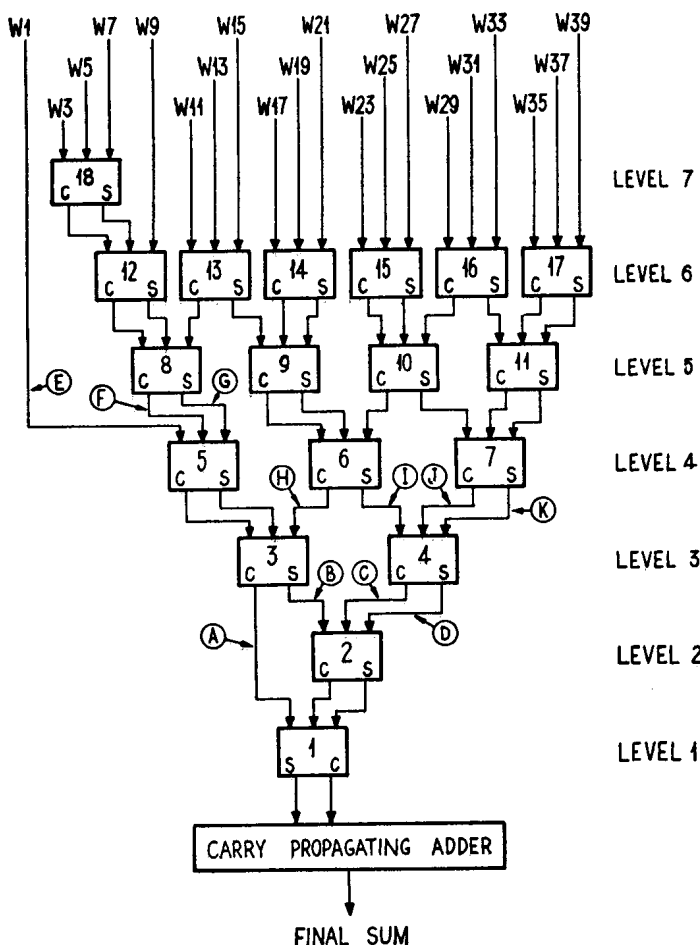 W1 W7 W9 W15 W21 W27 W33 W39
W5 W13 W19 W25 W31 W37
W3 W11 W17 W23 W29 W35
18
C S
LEVEL 7
12 13 14 15 16 17
C S C S C S C S C S C S
LEVEL 6
8 9 10 11
C S C S C S C S
LEVEL 5
E F G
5 6 7
C S C S C S
LEVEL 4
H I J K
3 4
C S C S
LEVEL 3
B C
A D
2
C S
LEVEL 2
1
S C
LEVEL 1
CARRY PROPAGATING ADDER
FINAL SUM